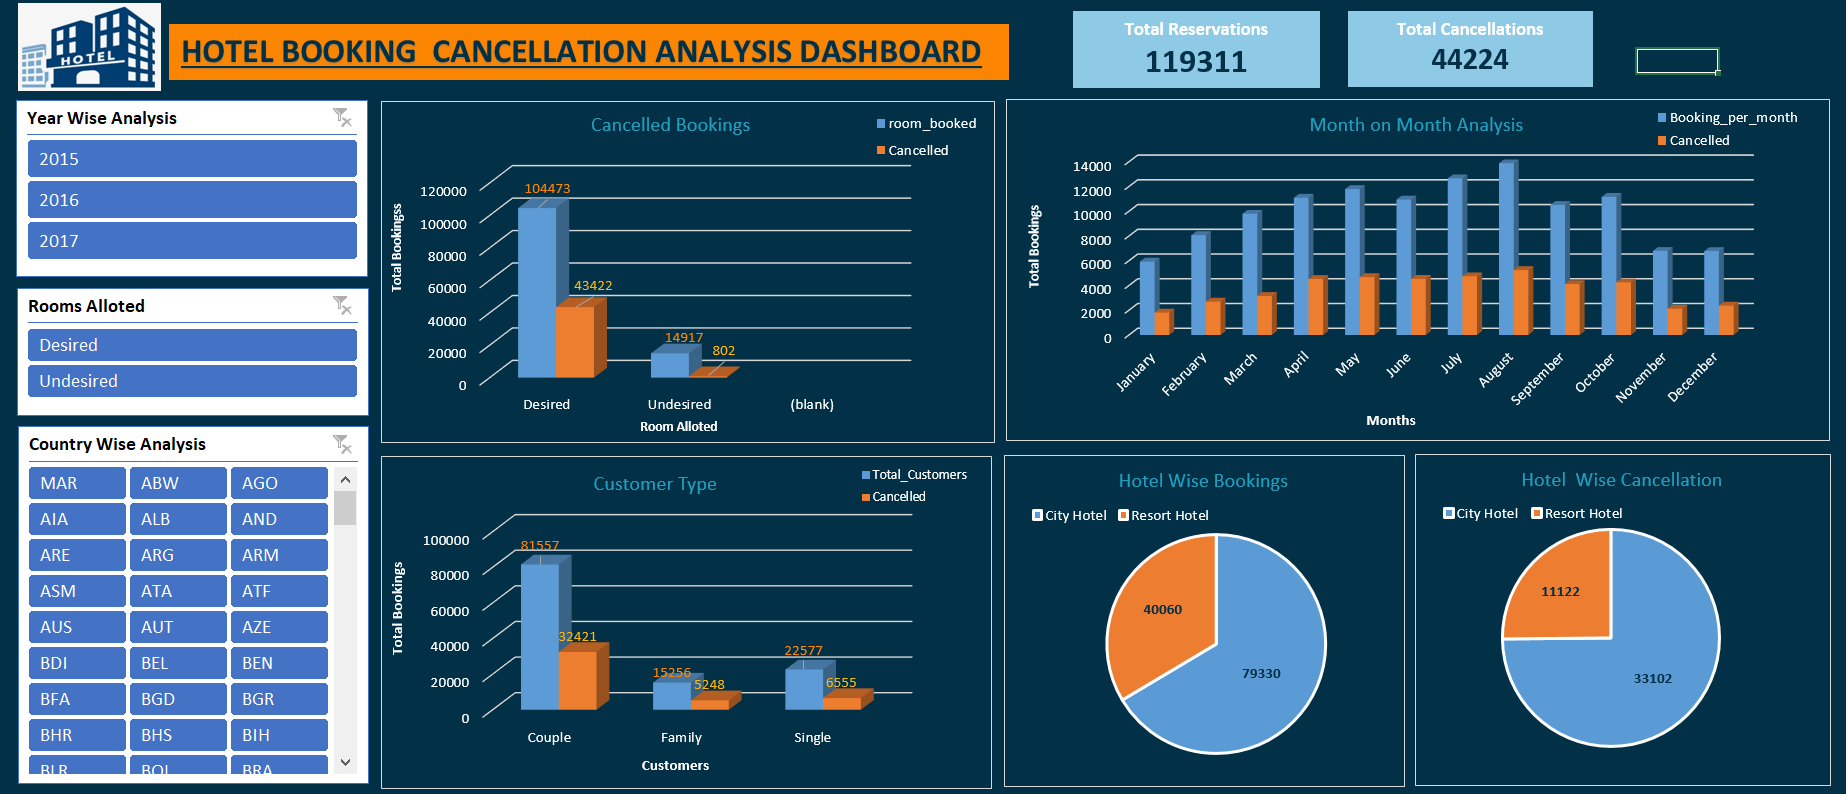 HOTEL
HOTEL BOOKING  CANCELLATION ANALYSIS DASHBOARD
Total Reservations
119311
Total Cancellations
44224
Year Wise Analysis
2015
2016
2017
Rooms Alloted
Desired
Undesired
Country Wise Analysis
MAR ABW AGO
AIA ALB AND
ARE ARG ARM
ASM ATA ATF
AUS AUT AZE
BDI BEL BEN
BFA BGD BGR
BHR BHS BIH
BLR BOL BRA
Cancelled Bookings
room_booked
Cancelled
Total Bookingss
120000
100000
80000
60000
40000
20000
0
104473
43422
14917
802
Desired Undesired (blank)
Room Alloted
Month on Month Analysis
Booking_per_month
Cancelled
Total Bookings
14000
12000
10000
8000
6000
4000
2000
0
January February March April May June July August September October November December
Months
Customer Type
Total_Customers
Cancelled
Total Bookings
100000
80000
60000
40000
20000
0
81557
32421
15256
5248
22577
6555
Couple Family Single
Customers
Hotel Wise Bookings
City Hotel Resort Hotel
40060
79330
Hotel  Wise Cancellation
City Hotel Resort Hotel
11122
33102